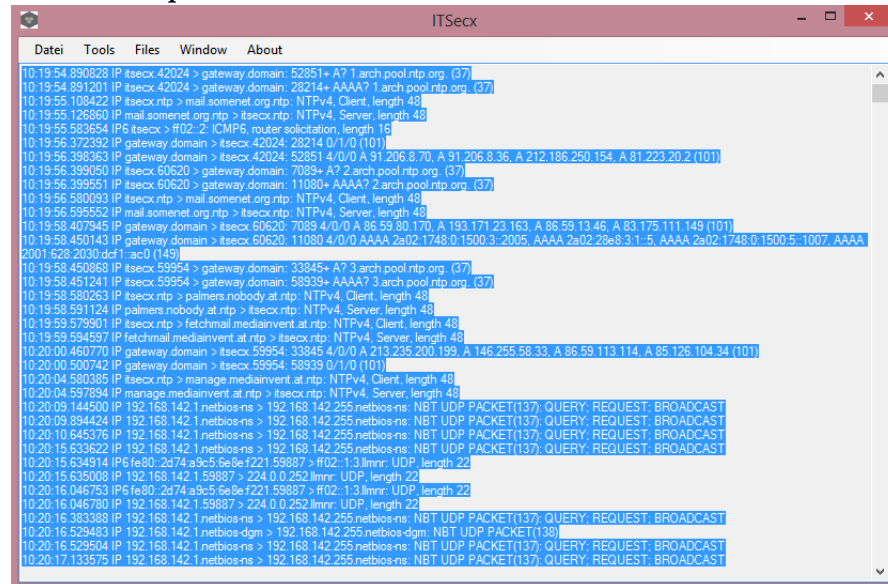 ITSecx
Datei Tools Files Window About
10:19:54.890828 IP itsecx.42024 > gateway.domain: 52851+ A? 1.arch.pool.ntp.org. (37)
10:19:54.891201 IP itsecx.42024 > gateway.domain: 28214+ AAAA? 1.arch.pool.ntp.org. (37)
10:19:55.108422 IP itsecx.ntp > mail.somenet.org.ntp: NTPv4, Client, length 48
10:19:55.126860 IP mail.somenet.org.ntp > itsecx.ntp: NTPv4, Server, length 48
10:19:55.583654 IP6 itsecx > ff02::2: ICMP6, router solicitation, length 16
10:19:56.372392 IP gateway.domain > itsecx.42024: 28214 0/1/0 (101)
10:19:56.398363 IP gateway.domain > itsecx.42024: 52851 4/0/0 A 91.206.8.70, A 91.206.8.36, A 212.186.250.154, A 81.223.20.2 (101)
10:19:56.399050 IP itsecx.60620 > gateway.domain: 7089+ A? 2.arch.pool.ntp.org. (37)
10:19:56.399551 IP itsecx.60620 > gateway.domain: 11080+ AAAA? 2.arch.pool.ntp.org. (37)
10:19:56.580093 IP itsecx.ntp > mail.somenet.org.ntp: NTPv4, Client, length 48
10:19:56.595552 IP mail.somenet.org.ntp > itsecx.ntp: NTPv4, Server, length 48
10:19:58.407945 IP gateway.domain > itsecx.60620: 7089 4/0/0 A 86.59.80.170, A 193.171.23.163, A 86.59.13.46, A 83.175.111.149 (101)
10:19:58.450143 IP gateway.domain > itsecx.60620: 11080 4/0/0 AAAA 2a02:1748:0:1500:3::2005, AAAA 2a02:28e8:3:1::5, AAAA 2a02:1748:0:1500:5::1007, AAAA
2001:628:2030:dcf1::ac0 (149)
10:19:58.450868 IP itsecx.59954 > gateway.domain: 33845+ A? 3.arch.pool.ntp.org. (37)
10:19:58.451241 IP itsecx.59954 > gateway.domain: 58939+ AAAA? 3.arch.pool.ntp.org. (37)
10:19:58.580263 IP itsecx.ntp > palmers.nobody.at.ntp: NTPv4, Client, length 48
10:19:58.591124 IP palmers.nobody.at.ntp > itsecx.ntp: NTPv4, Server, length 48
10:19:59.579901 IP itsecx.ntp > fetchmail.mediainvent.at.ntp: NTPv4, Client, length 48
10:19:59.594597 IP fetchmail.mediainvent.at.ntp > itsecx.ntp: NTPv4, Server, length 48
10:20:00.460770 IP gateway.domain > itsecx.59954: 33845 4/0/0 A 213.235.200.199, A 146.255.58.33, A 86.59.113.114, A 85.126.104.34 (101)
10:20:00.500742 IP gateway.domain > itsecx.59954: 58939 0/1/0 (101)
10:20:04.580385 IP itsecx.ntp > manage.mediainvent.at.ntp: NTPv4, Client, length 48
10:20:04.597894 IP manage.mediainvent.at.ntp > itsecx.ntp: NTPv4, Server, length 48
10:20:09.144500 IP 192.168.142.1.netbios-ns > 192.168.142.255.netbios-ns: NBT UDP PACKET(137): QUERY; REQUEST; BROADCAST
10:20:09.894424 IP 192.168.142.1.netbios-ns > 192.168.142.255.netbios-ns: NBT UDP PACKET(137): QUERY; REQUEST; BROADCAST
10:20:10.645376 IP 192.168.142.1.netbios-ns > 192.168.142.255.netbios-ns: NBT UDP PACKET(137): QUERY; REQUEST; BROADCAST
10:20:15.633622 IP 192.168.142.1.netbios-ns > 192.168.142.255.netbios-ns: NBT UDP PACKET(137): QUERY; REQUEST; BROADCAST
10:20:15.634914 IP6 fe80::2d74:a9c5:6e8e:f221.59887 > ff02::1:3.llmnr: UDP, length 22
10:20:15.635008 IP 192.168.142.1.59887 > 224.0.0.252.llmnr: UDP, length 22
10:20:16.046753 IP6 fe80::2d74:a9c5:6e8e:f221.59887 > ff02::1:3.llmnr: UDP, length 22
10:20:16.046780 IP 192.168.142.1.59887 > 224.0.0.252.llmnr: UDP, length 22
10:20:16.383388 IP 192.168.142.1.netbios-ns > 192.168.142.255.netbios-ns: NBT UDP PACKET(137): QUERY; REQUEST; BROADCAST
10:20:16.529483 IP 192.168.142.1.netbios-dgm > 192.168.142.255.netbios-dgm: NBT UDP PACKET(138)
10:20:16.529504 IP 192.168.142.1.netbios-ns > 192.168.142.255.netbios-ns: NBT UDP PACKET(137): QUERY; REQUEST; BROADCAST
10:20:17.133575 IP 192.168.142.1.netbios-ns > 192.168.142.255.netbios-ns: NBT UDP PACKET(137): QUERY; REQUEST; BROADCAST